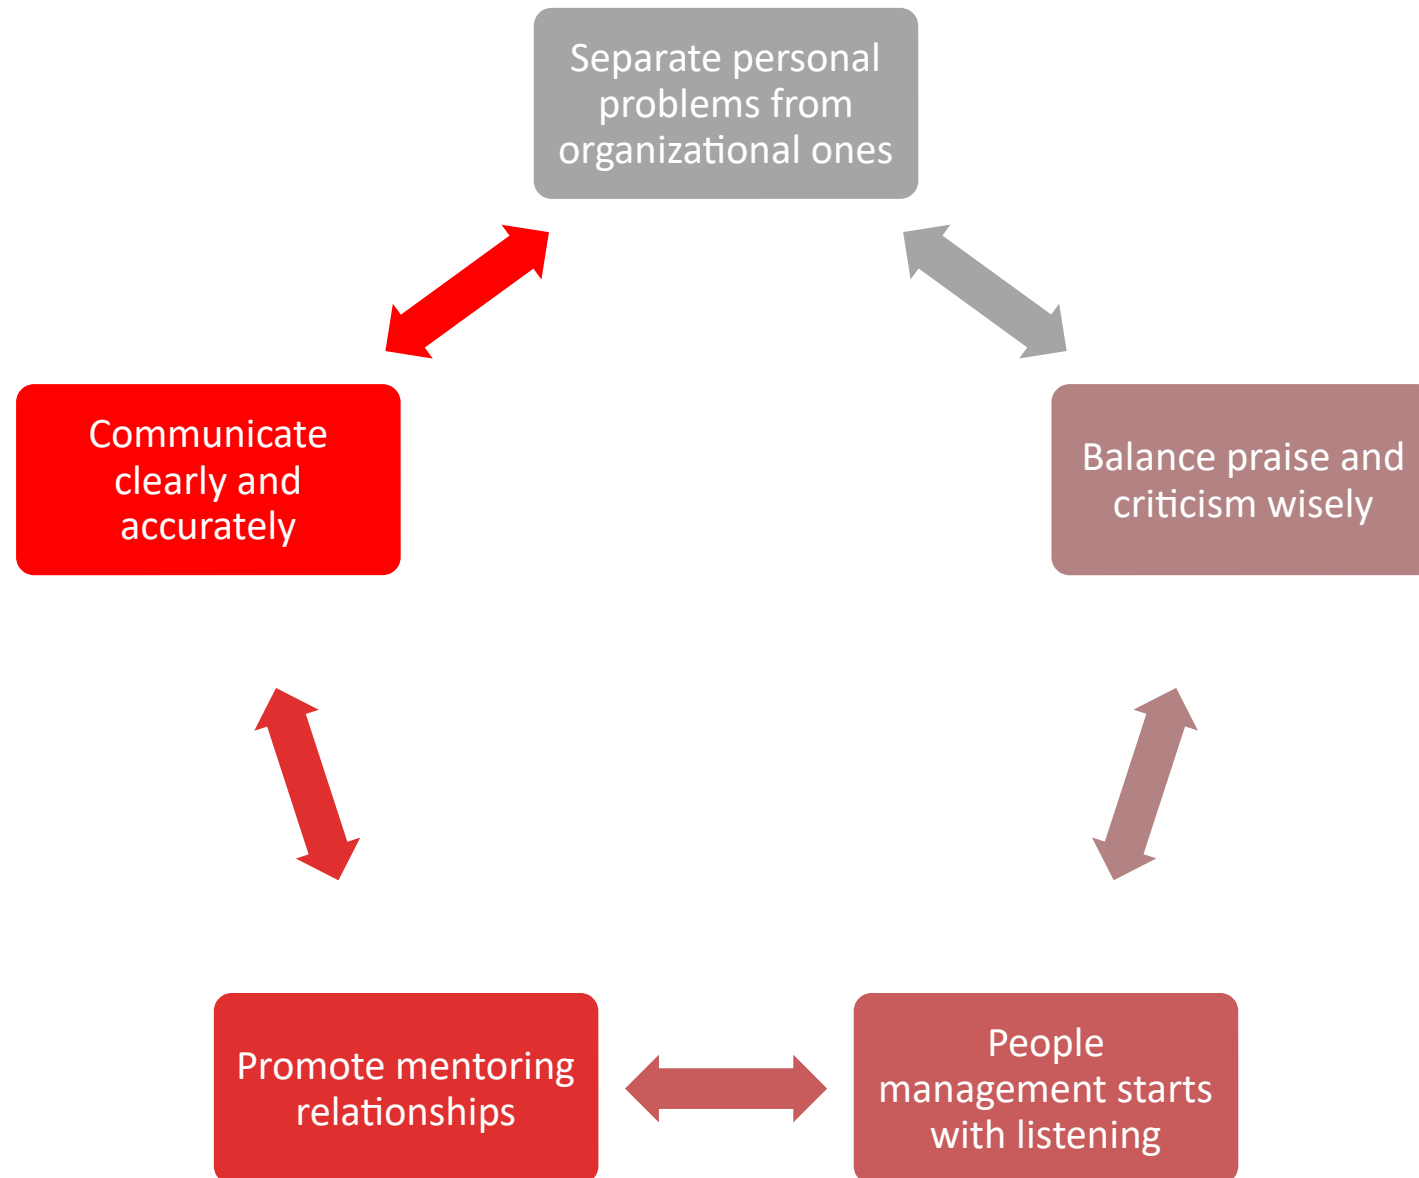 Separate personal
problems from
organizational ones
Communicate
clearly and
accurately
Balance praise and
criticism wisely
Promote mentoring
relationships
People
management starts
with listening